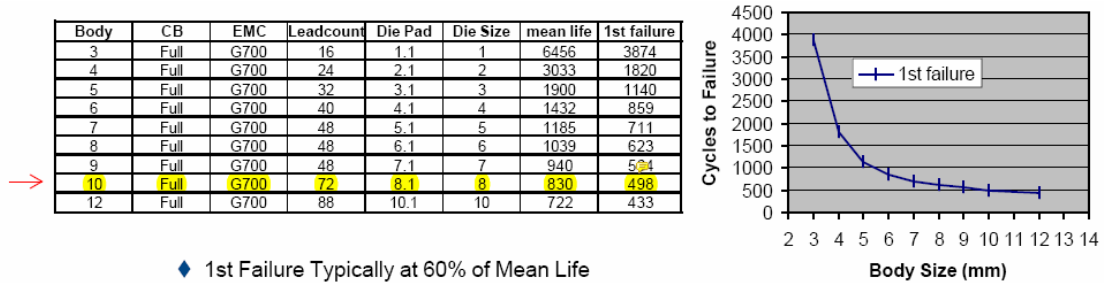 Body CB EMC Leadcount Die Pad Die Size mean life 1st failure
3 Full G700 16 1.1 1 6456 3874
4 Full G700 24 2.1 2 3033 1820
5 Full G700 32 3.1 3 1900 1140
6 Full G700 40 4.1 4 1432 859
7 Full G700 48 5.1 5 1185 711
8 Full G700 48 6.1 6 1039 623
9 Full G700 48 7.1 7 940
10 Full G700 72 8.1 8 830 498
12 Full G700 88 10.1 10 722 433
1st Failure Typically at 60% of Mean Life
Cycles to Failure
4500
4000
3500
3000
2500
2000
1500
1000
500
0
1st failure
2 3 4 5 6 7 8 9 10 11 12 13 14
Body Size (mm)